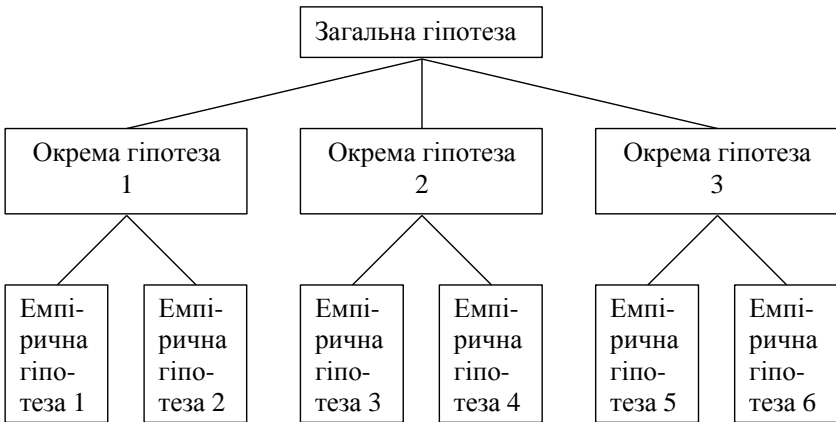 Загальна гіпотеза
Окрема гіпотеза
1
Окрема гіпотеза
2
Окрема гіпотеза
3
Емпі-
рична
гіпо-
теза 1
Емпі-
рична
гіпо-
теза 2
Емпі-
рична
гіпо-
теза 3
Емпі-
рична
гіпо-
теза 4
Емпі-
рична
гіпо-
теза 5
Емпі-
рична
гіпо-
теза 6